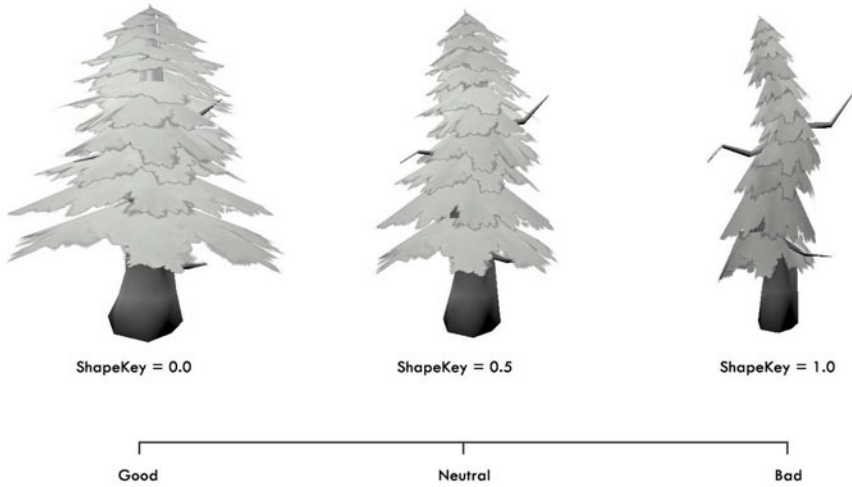 ShapeKey = 0.0
ShapeKey = 0.5
ShapeKey = 1.0
Good
Neutral
Bad